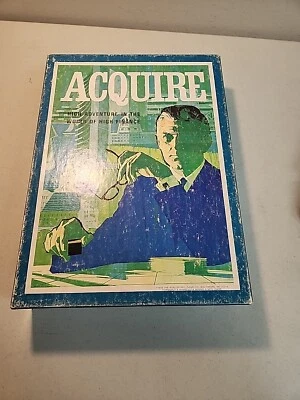 ACQUIRE
HIGH ADVENTURE IN THE
WORLD OF HIGH FINANCE